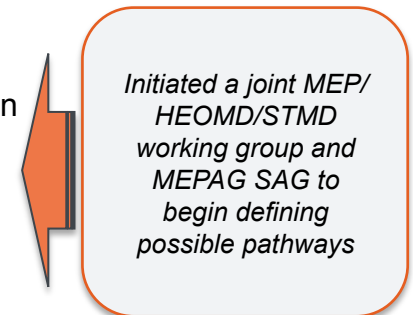 n
Initiated a joint MEP/
HEOMD/STMD
working group and
MEPAG SAG to
begin defining
possible pathways